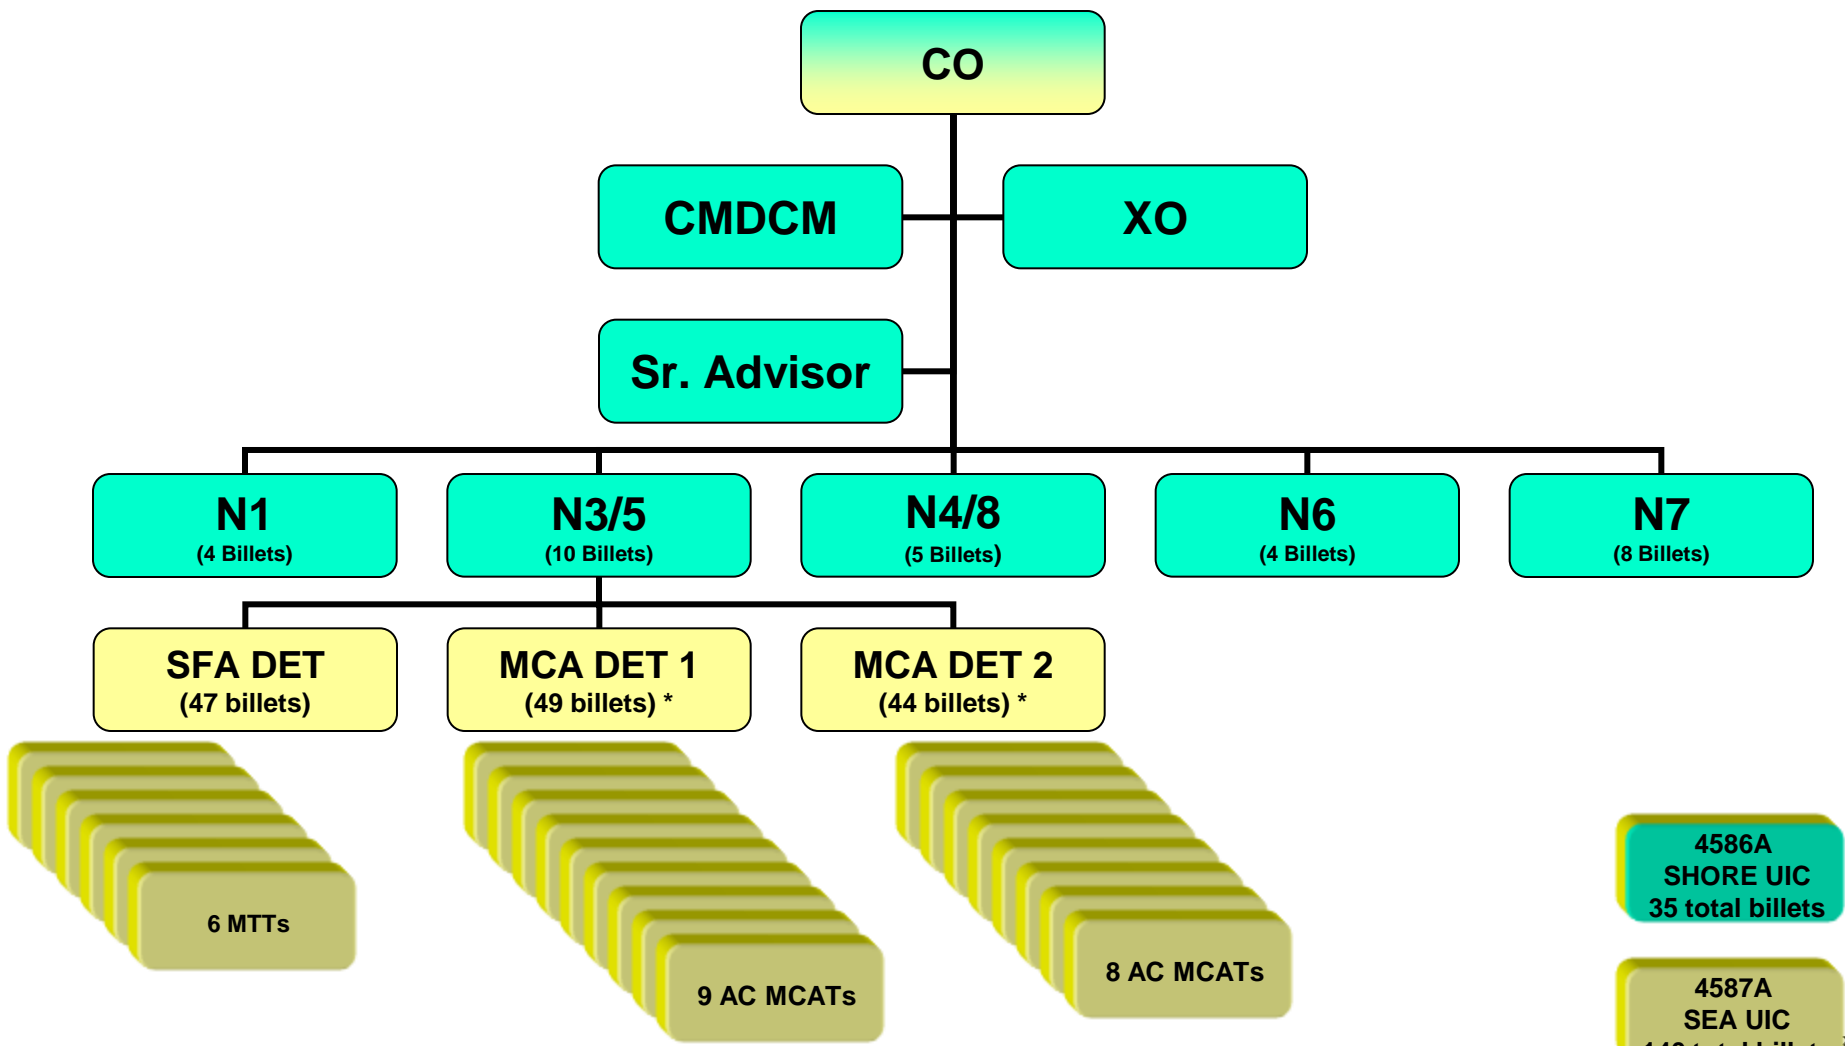 CO
CMDCM
XO
Sr. Advisor
N1
(4 Billets)
N3/5
(10 Billets)
N4/8
(5 Billets)
N6
(4 Billets)
N7
(8 Billets)
SFA DET
(47 billets)
MCA DET 1
(49 billets) *
MCA DET 2
(44 billets) *
6 MTTs
9 AC MCATs
8 AC MCATs
4586A
SHORE UIC
35 total billets
4587A
SEA UIC
total